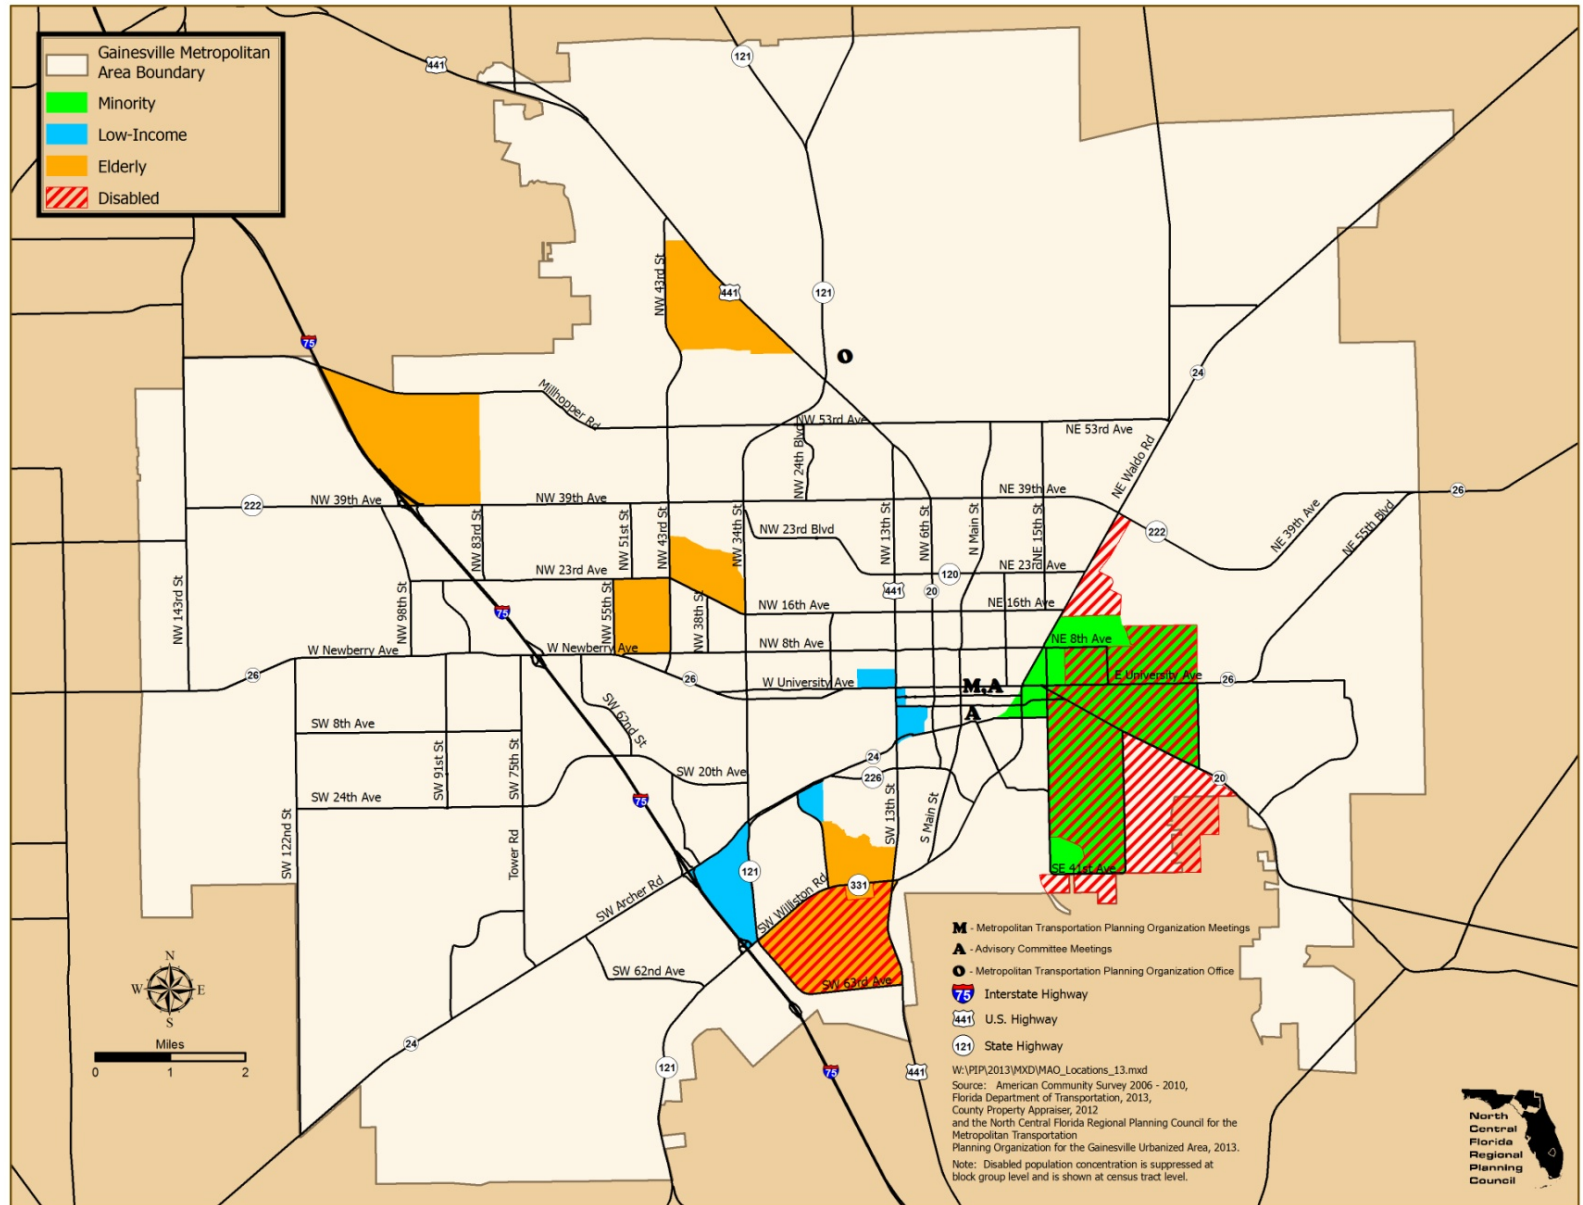 Gainesville Metropolitan
Area Boundary
Minority
Low-Income
Elderly
Disabled
441
121
75
NW 43rd St
441
121
O
24
Millhopper Rd
NW 53rd Ave
NE 53rd Ave
NW 24th Blvd
NE Waldo Rd
222
NW 39th Ave
NW 39th Ave
NE 39th Ave
26
NW 83rd St
NW 51st St
NW 43rd St
NW 34th St
NW 23rd Blvd
NW 13th St
NW 6th St
N Main St
NE 15th St
222
NE 39th Ave
NE 55th Blvd
NW 143rd St
NW 98th St
NW 23rd Ave
120
NE 23rd Ave
75
NW 55th St
NW 38th St
441
20
NW 16th Ave
NE 16th Ave
W Newberry Ave
W Newberry Ave
NW 8th Ave
NE 8th Ave
26
26
W University Ave
M,A
E University Ave
26
SW 8th Ave
SW 62nd St
A
SW 91st St
SW 75th St
24
226
SW 20th Ave
20
SW 24th Ave
75
SW 122nd St
Tower Rd
SW 13th St
S Main St
121
SE 41st Ave
SW Archer Rd
SW Williston Rd
331
SW 62nd Ave
SW 63rd Ave
24
121
75
441
N
W
E
S
Miles
0 1 2
M - Metropolitan Transportation Planning Organization Meetings
A - Advisory Committee Meetings
O - Metropolitan Transportation Planning Organization Office
75 Interstate Highway
441 U.S. Highway
121 State Highway
W:\PIP\2013\MXD\MAO_Locations_13.mxd
Source: American Community Survey 2006 - 2010,
Florida Department of Transportation, 2013,
County Property Appraiser, 2012
and the North Central Florida Regional Planning Council for the
Metropolitan Transportation
Planning Organization for the Gainesville Urbanized Area, 2013.
Note: Disabled population concentration is suppressed at
block group level and is shown at census tract level.
North
Central
Florida
Regional
Planning
Council